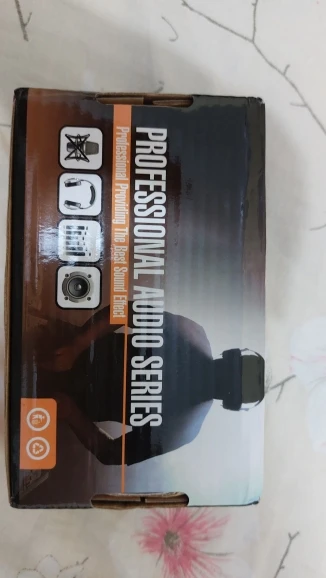 PROFESSIONAL AUDIO SERIES
Professional Providing The Best Sound Effect